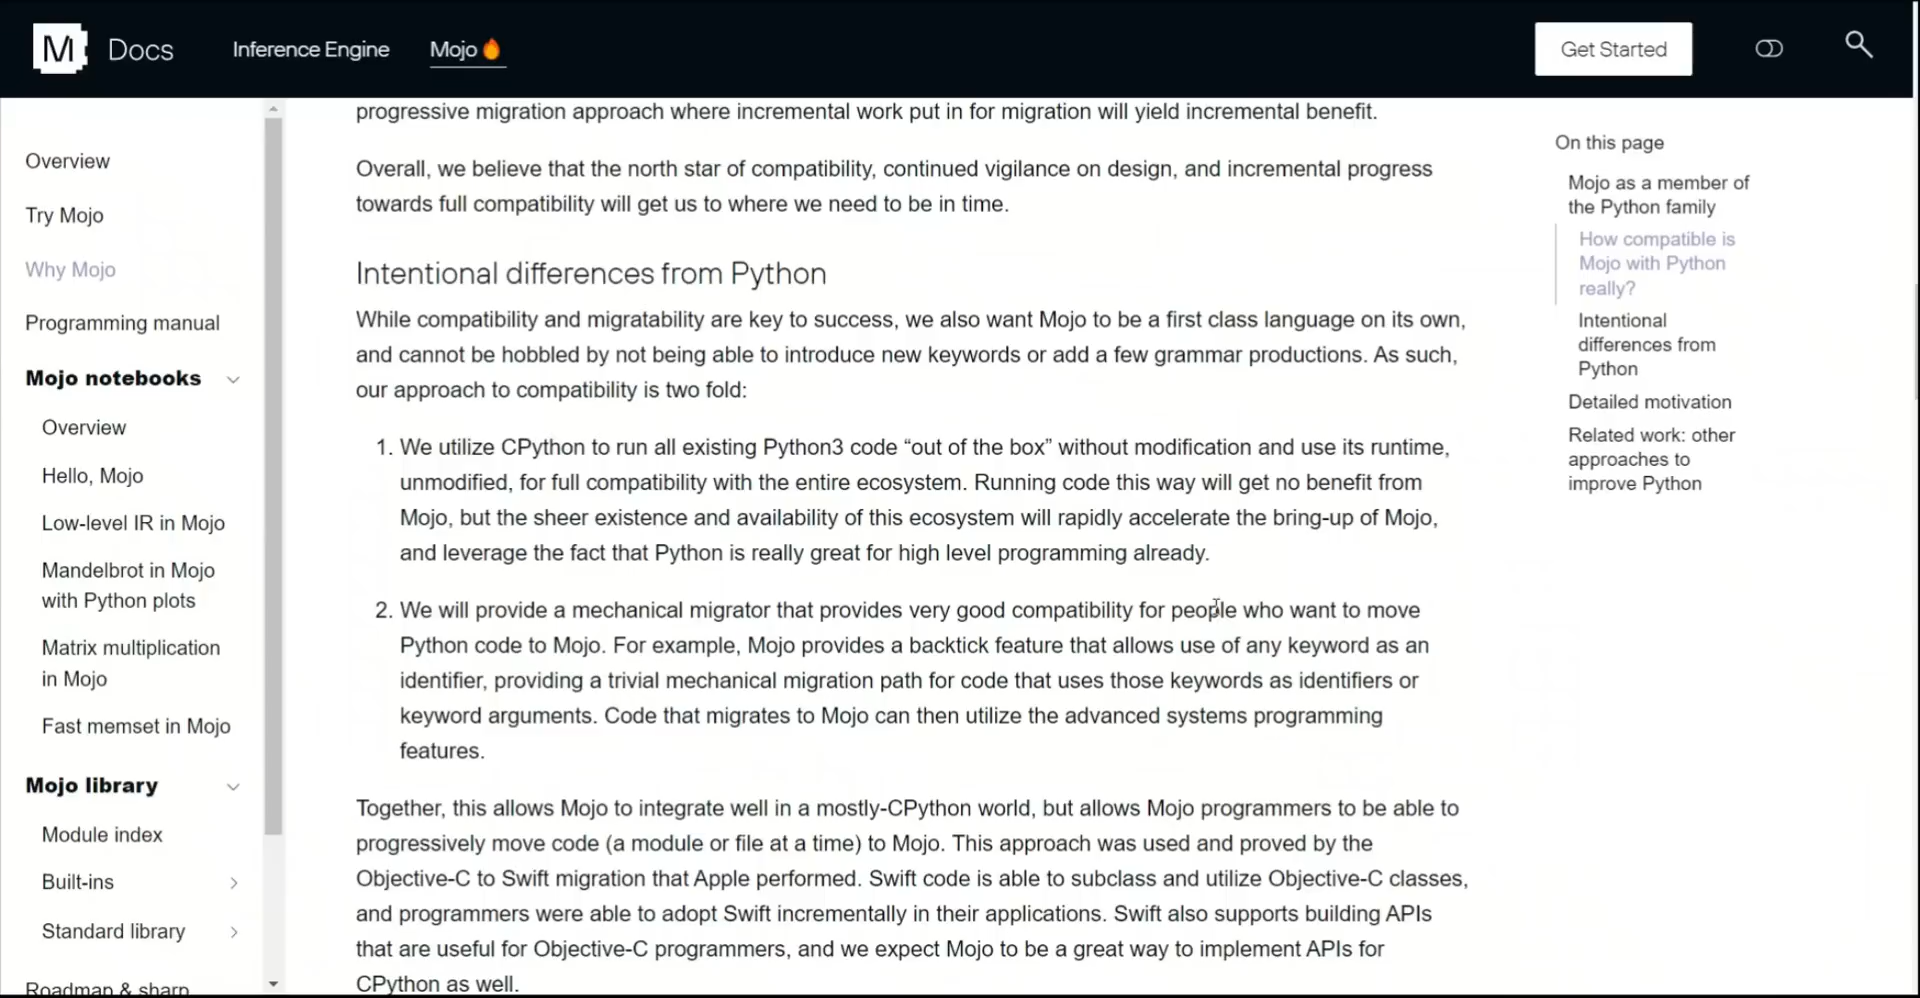 M Docs Inference Engine Mojo🔥 Get Started
Overview
Try Mojo
Why Mojo
Programming manual
Mojo notebooks
Overview
Hello, Mojo
Low-level IR in Mojo
Mandelbrot in Mojo
with Python plots
Matrix multiplication
in Mojo
Fast memset in Mojo
Mojo library
Module index
Built-ins
Standard library
Roadmap & sharp
progressive migration approach where incremental work put in for migration will yield incremental benefit.
Overall, we believe that the north star of compatibility, continued vigilance on design, and incremental progress
towards full compatibility will get us to where we need to be in time.
Intentional differences from Python
While compatibility and migratability are key to success, we also want Mojo to be a first class language on its own,
and cannot be hobbled by not being able to introduce new keywords or add a few grammar productions. As such,
our approach to compatibility is two fold:
1. We utilize CPython to run all existing Python3 code “out of the box” without modification and use its runtime,
unmodified, for full compatibility with the entire ecosystem. Running code this way will get no benefit from
Mojo, but the sheer existence and availability of this ecosystem will rapidly accelerate the bring-up of Mojo,
and leverage the fact that Python is really great for high level programming already.
2. We will provide a mechanical migrator that provides very good compatibility for people who want to move
Python code to Mojo. For example, Mojo provides a backtick feature that allows use of any keyword as an
identifier, providing a trivial mechanical migration path for code that uses those keywords as identifiers or
keyword arguments. Code that migrates to Mojo can then utilize the advanced systems programming
features.
Together, this allows Mojo to integrate well in a mostly-CPython world, but allows Mojo programmers to be able to
progressively move code (a module or file at a time) to Mojo. This approach was used and proved by the
Objective-C to Swift migration that Apple performed. Swift code is able to subclass and utilize Objective-C classes,
and programmers were able to adopt Swift incrementally in their applications. Swift also supports building APIs
that are useful for Objective-C programmers, and we expect Mojo to be a great way to implement APIs for
CPython as well.
On this page
Mojo as a member of
the Python family
How compatible is
Mojo with Python
really?
Intentional
differences from
Python
Detailed motivation
Related work: other
approaches to
improve Python